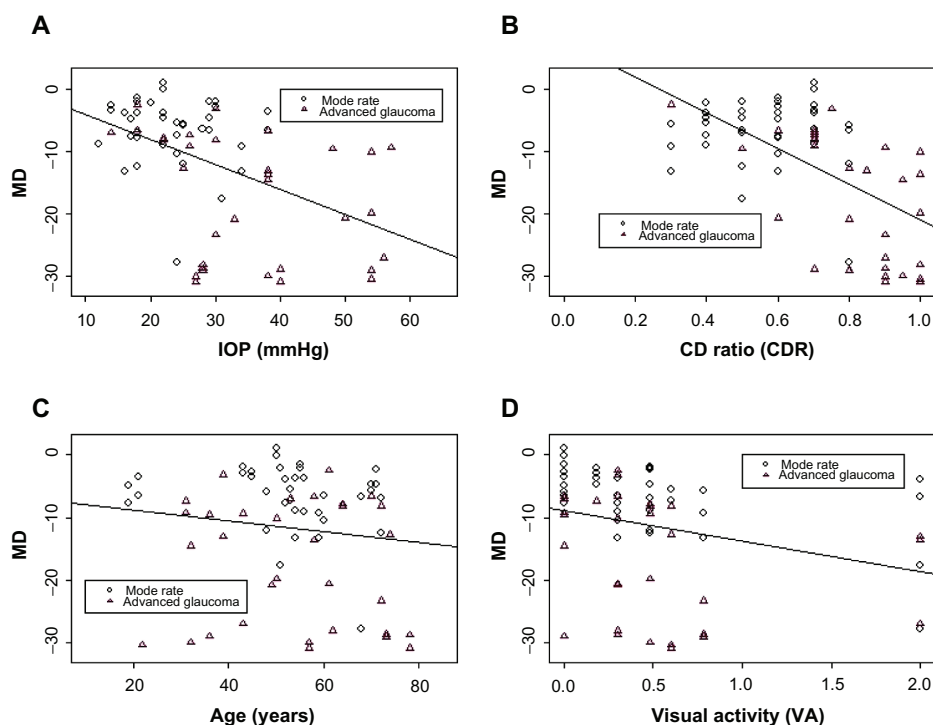 A
MD
0
−10
−20
−30
Mode rate
Advanced glaucoma
10
20
30
40
50
60
IOP (mmHg)
B
MD
0
−10
−20
−30
Mode rate
Advanced glaucoma
0.0
0.2
0.4
0.6
0.8
1.0
CD ratio (CDR)
C
MD
0
−10
−20
−30
Mode rate
Advanced glaucoma
20
40
60
80
Age (years)
D
MD
0
−10
−20
−30
Mode rate
Advanced glaucoma
0.0
0.5
1.0
1.5
2.0
Visual activity (VA)